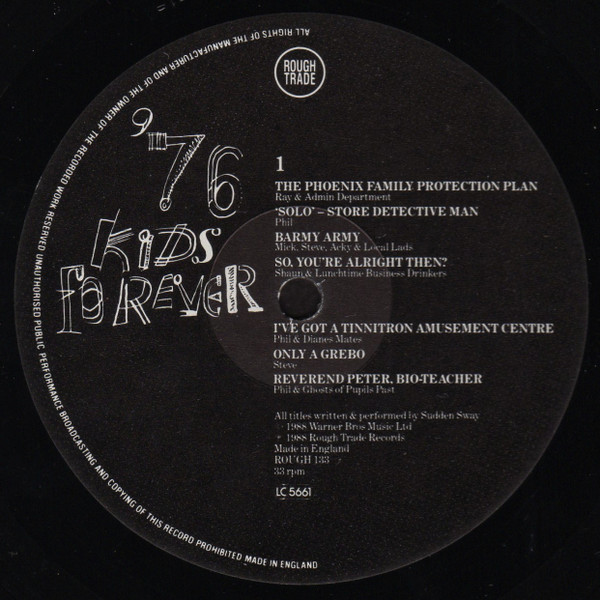 ROUGH
TRADE
'76
KiDS
FOREVER
1
THE PHOENIX FAMILY PROTECTION PLAN
Ray & Admin Department
'SOLO' – STORE DETECTIVE MAN
Phil
BARMY ARMY
Mick, Steve, Acky & Local Lads
SO, YOU'RE ALRIGHT THEN?
Shaun & Lunchtime Business Drinkers
I'VE GOT A TINNITRON AMUSEMENT CENTRE
Phil & Dianes Mates
ONLY A GREBO
Steve
REVEREND PETER, BIO-TEACHER
Phil & Ghosts of Pupils Past
All titles written & performed by Sudden Sway
1988 Warner Bros Music Ltd
1988 Rough Trade Records
Made in England
ROUGH 133
33 rpm
LC 5661
ALL RIGHTS OF THE MANUFACTURER AND OF THE OWNER OF THE RECORDED WORK RESERVED UNAUTHORISED PUBLIC PERFORMANCE BROADCASTING AND COPYING OF THIS RECORD PROHIBITED MADE IN ENGLAND